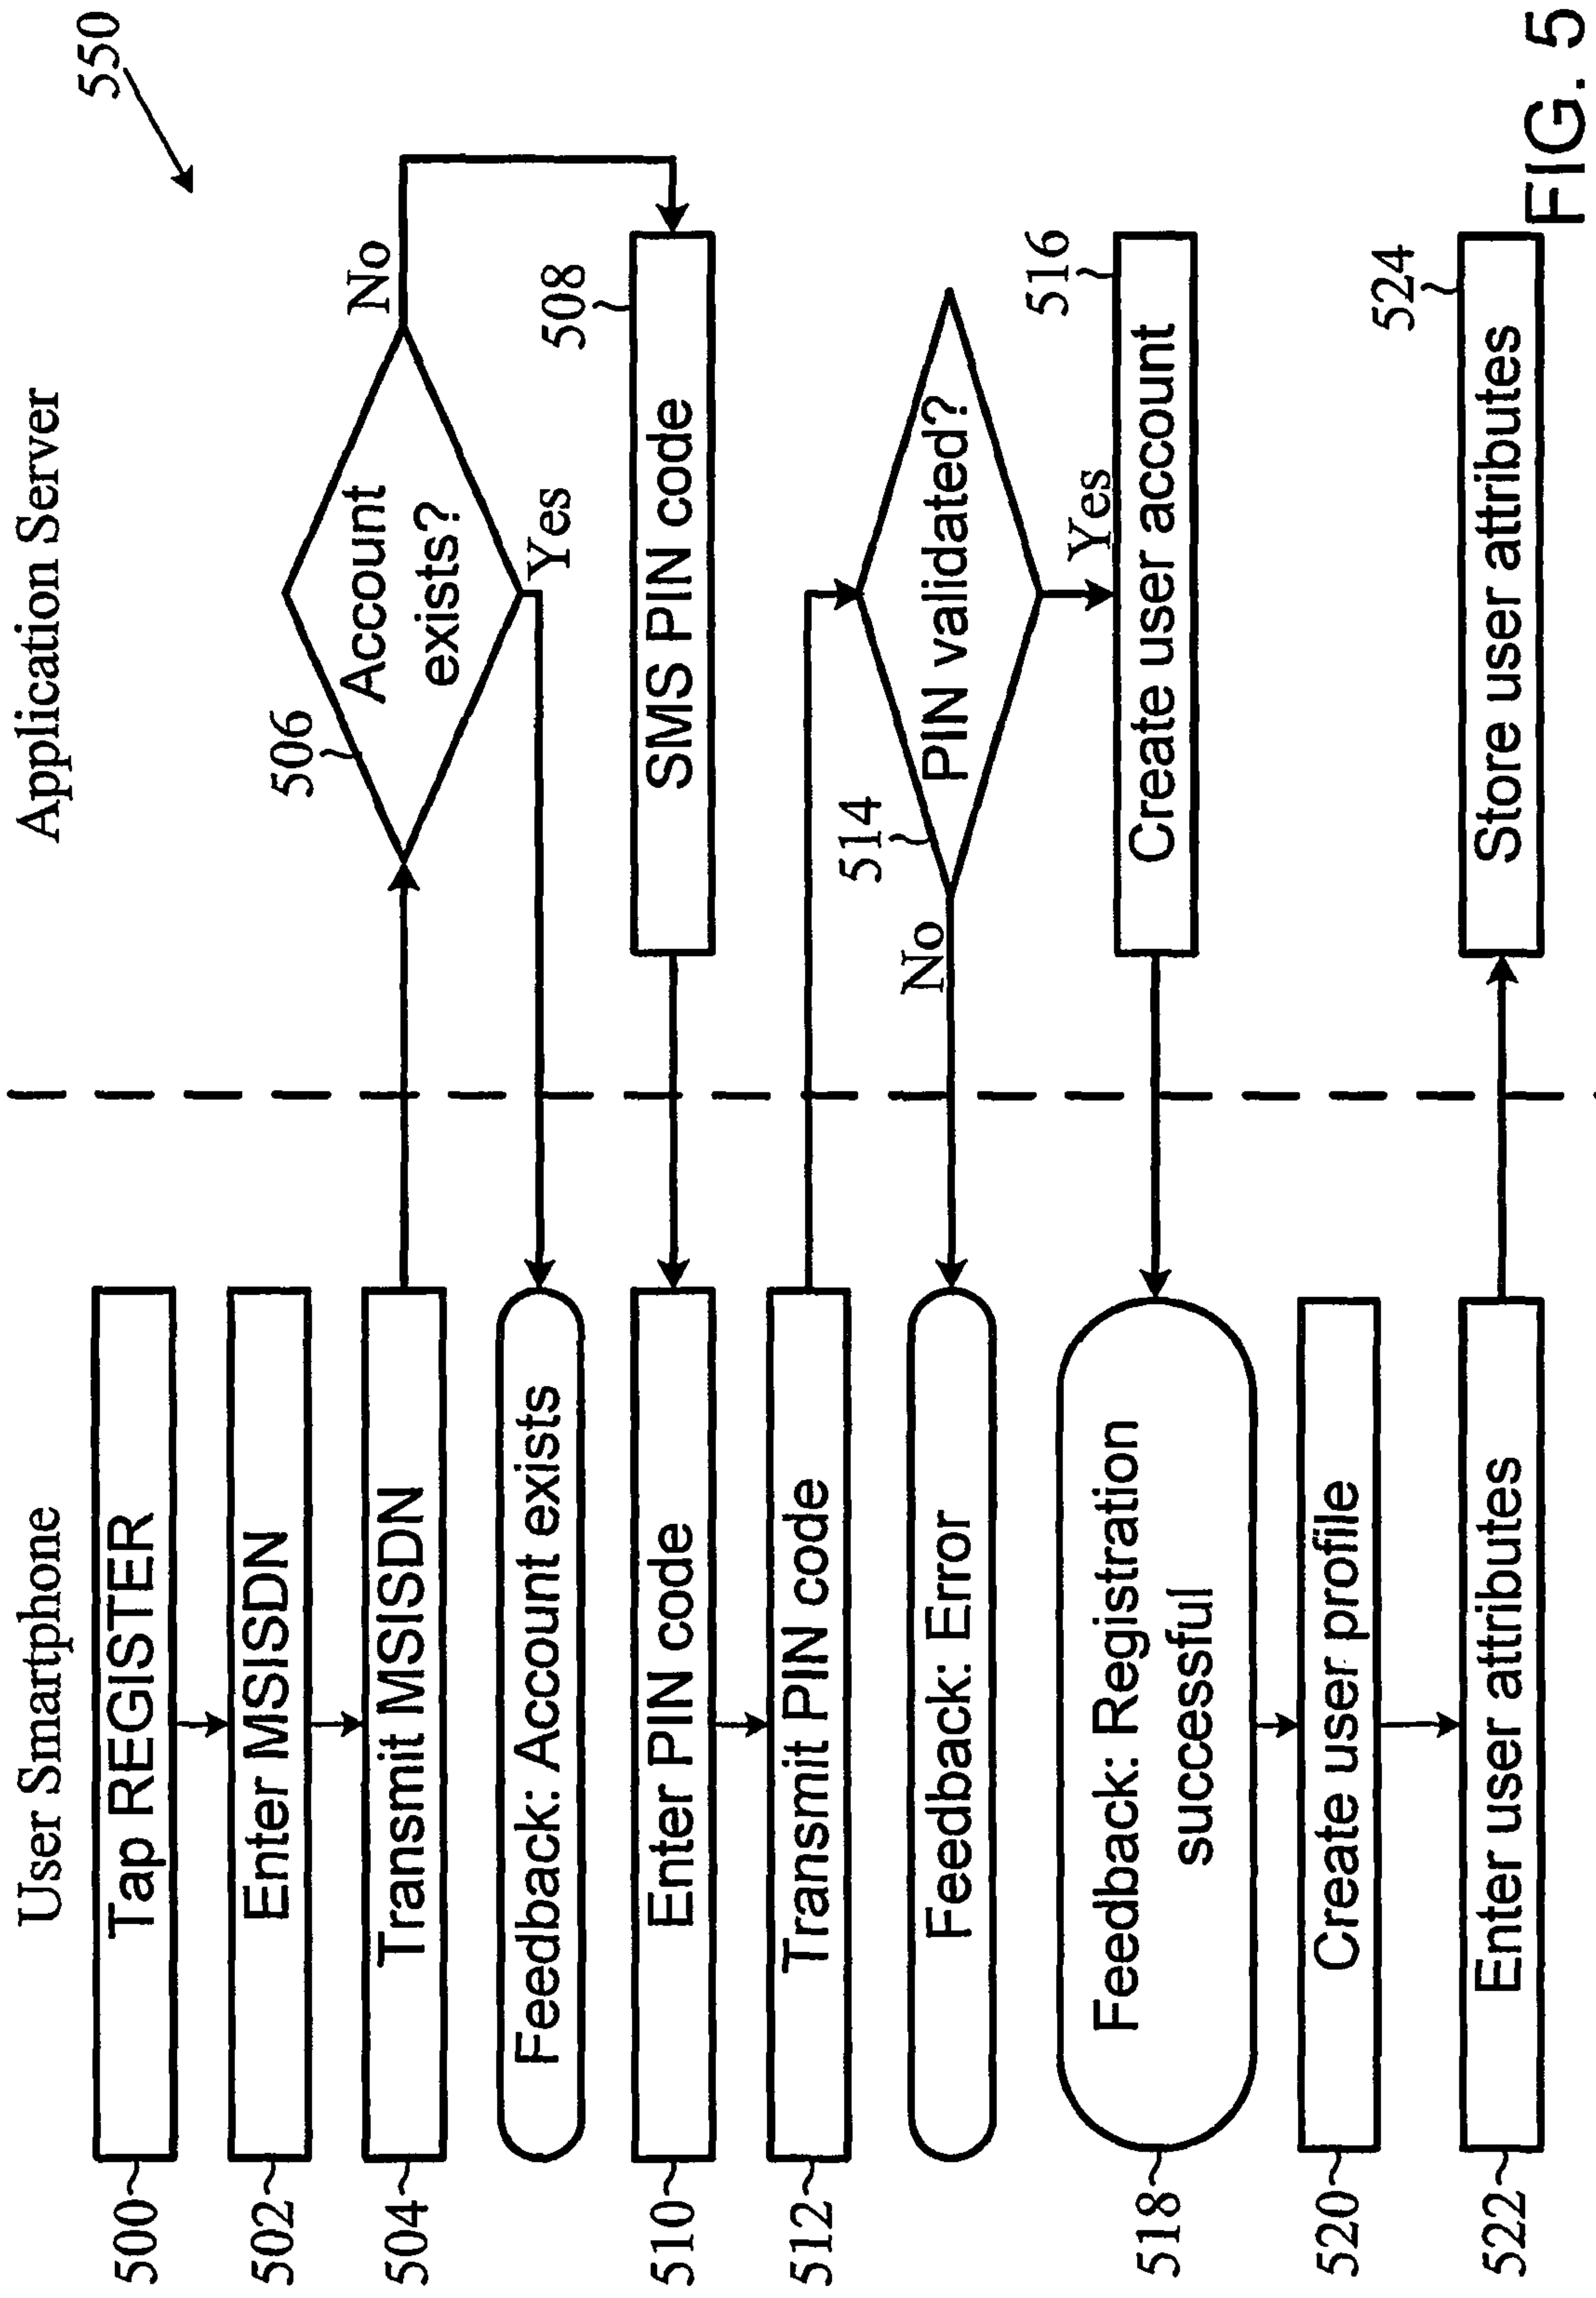 550
User Smartphone
Application Server
500
Tap REGISTER
502
Enter MSISDN
504
Transmit MSISDN
506
Account
exists?
No
Yes
Feedback: Account exists
508
SMS PIN code
510
Enter PIN code
512
Transmit PIN code
514
PIN validated?
No
Yes
Feedback: Error
516
Create user account
518
Feedback: Registration
successful
520
Create user profile
522
Enter user attributes
524
Store user attributes
FIG. 5